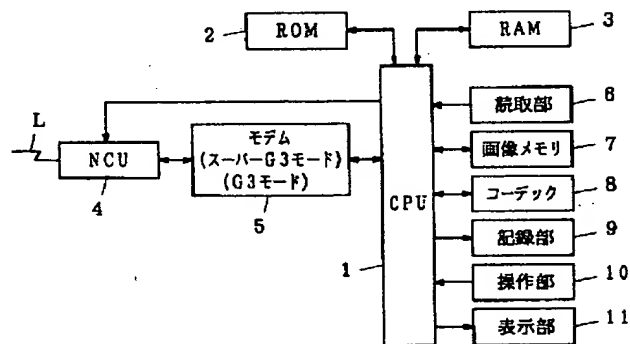 2
ROM
RAM
3
L
NCU
4
モデム
(スーパーG3モード)
(G3モード)
5
CPU
1
読取部
6
画像メモリ
7
コーデック
8
記録部
9
操作部
10
表示部
11